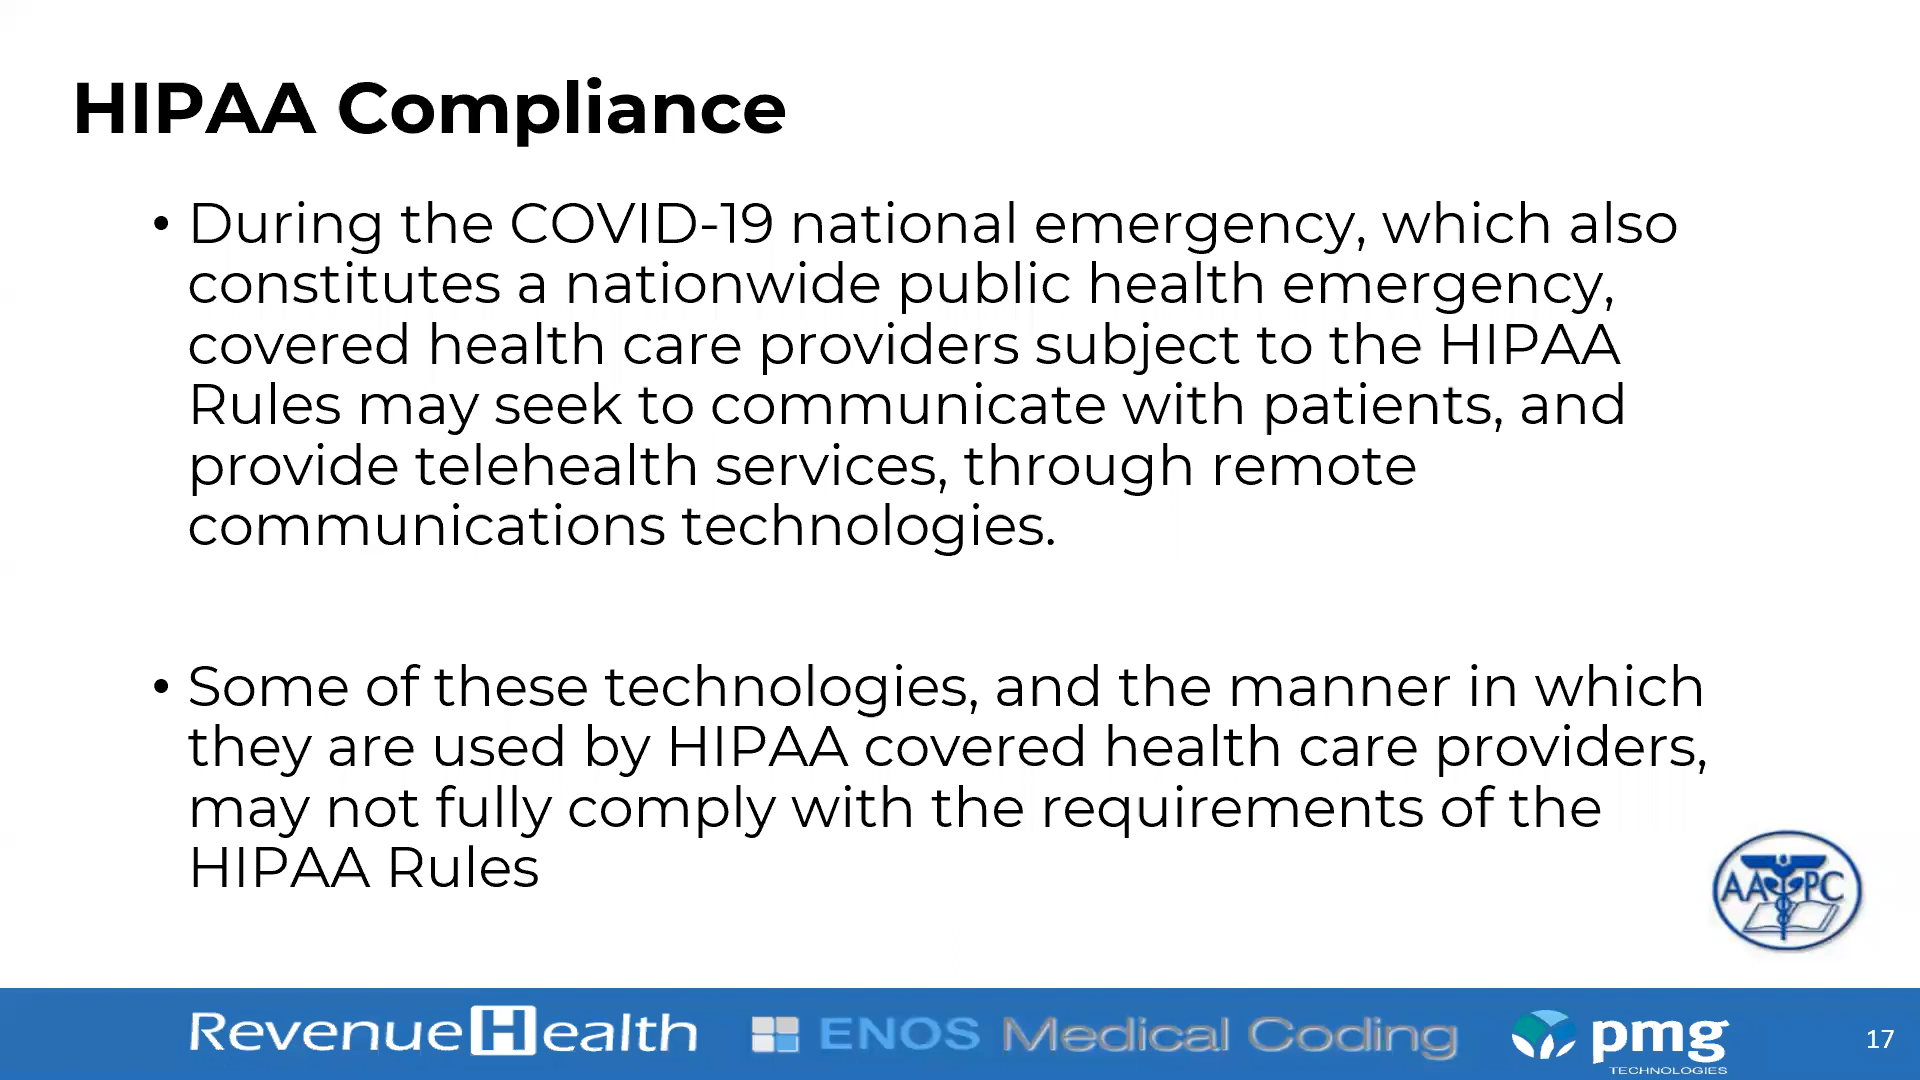 HIPAA Compliance
• During the COVID-19 national emergency, which also
constitutes a nationwide public health emergency,
covered health care providers subject to the HIPAA
Rules may seek to communicate with patients, and
provide telehealth services, through remote
communications technologies.
• Some of these technologies, and the manner in which
they are used by HIPAA covered health care providers,
may not fully comply with the requirements of the
HIPAA Rules
AAPC
RevenueHealth
ENOS Medical Coding
pmg
TECHNOLOGIES
17